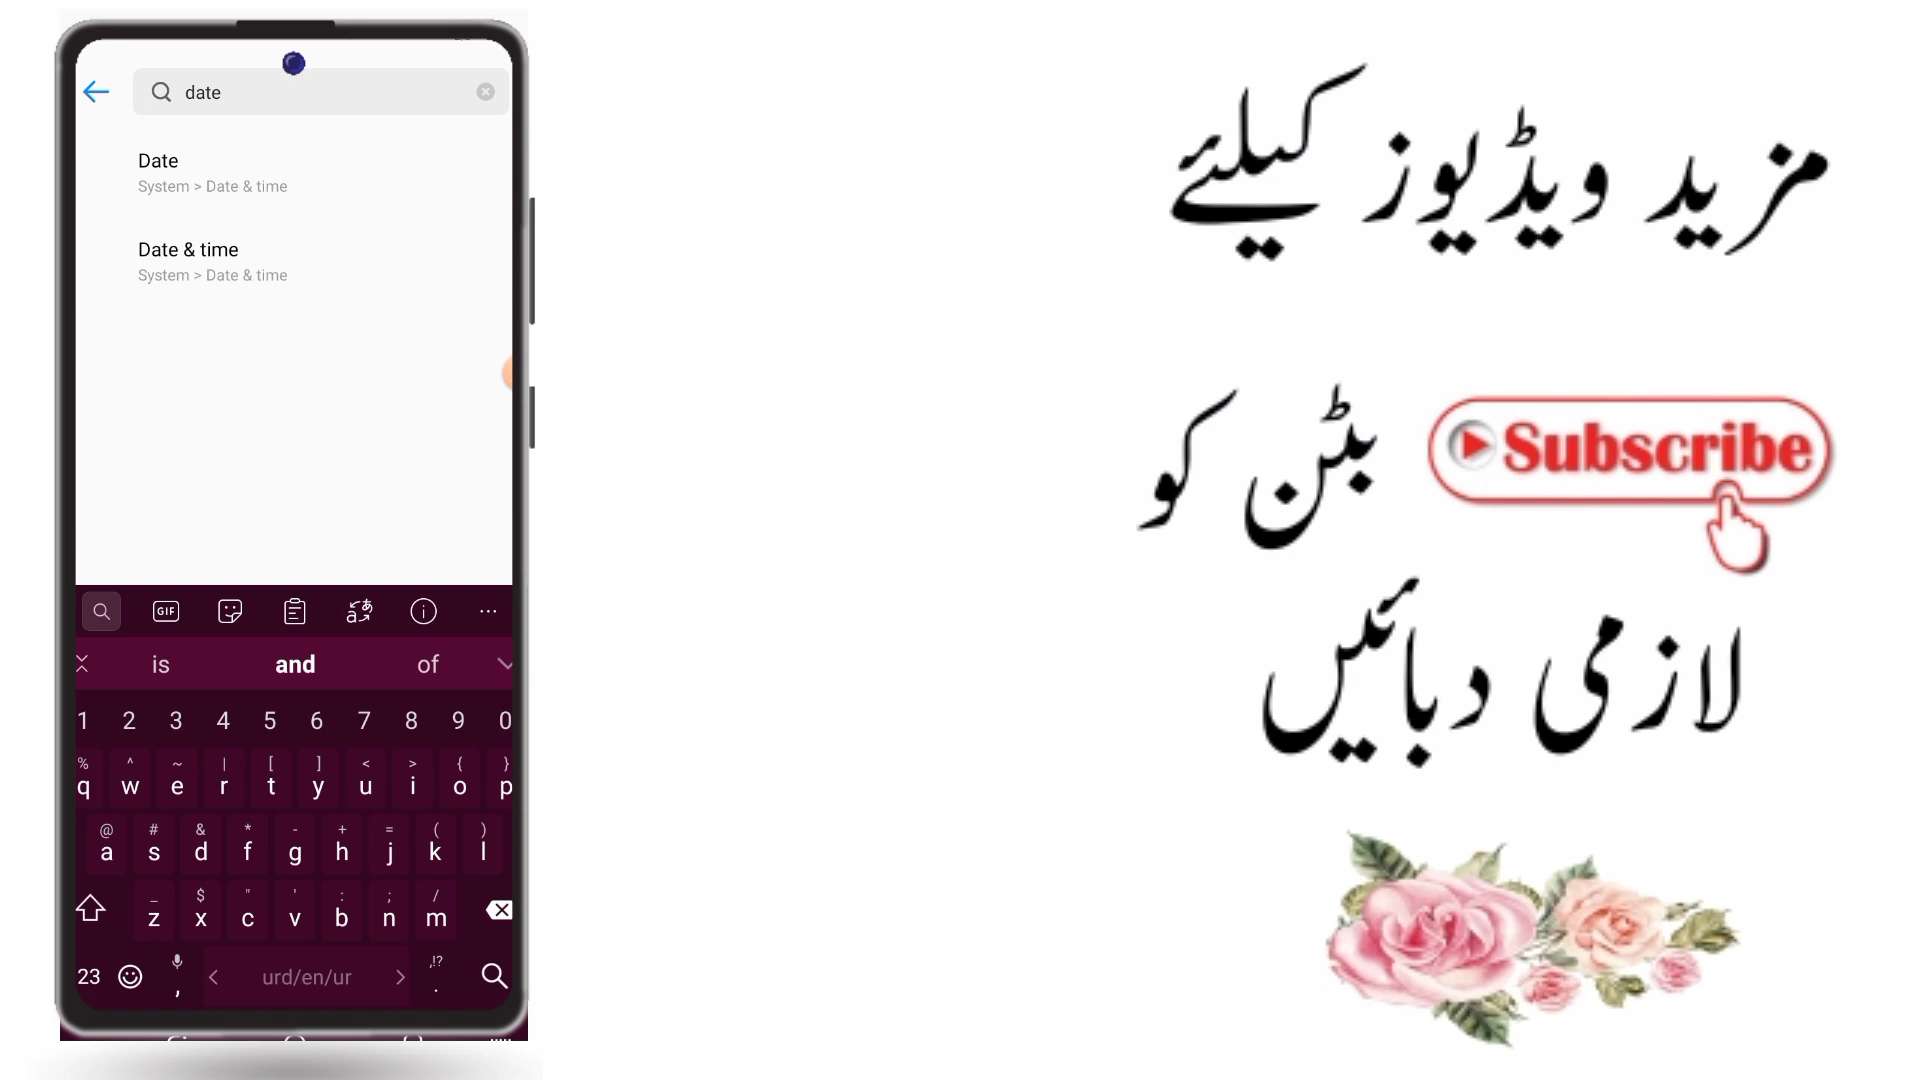 date
Date
System > Date & time
Date & time
System > Date & time
GIF
is and of
1 2 3 4 5 6 7 8 9 0
% ^ ~ | [ ] < > { }
q w e r t y u i o p
@ # & * - + = ( )
a s d f g h j k l
_ $ " ' : ; /
z x c v b n m
,!?
23 , < urd/en/ur > .
مزید ویڈیوز کیلئے
Subscribe بٹن کو
لازمی دبائیں